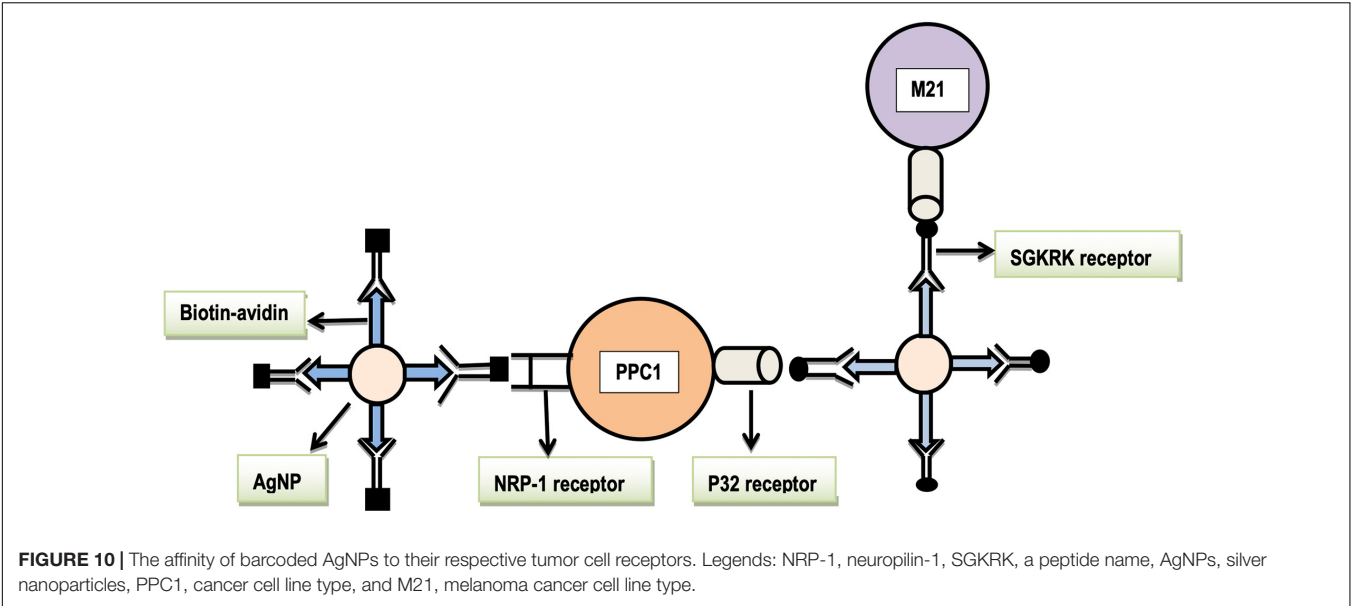 M21
SGKRK receptor
Biotin-avidin
PPC1
AgNP
NRP-1 receptor
P32 receptor
FIGURE 10 | The affinity of barcoded AgNPs to their respective tumor cell receptors. Legends: NRP-1, neuropilin-1, SGKRK, a peptide name, AgNPs, silver
nanoparticles, PPC1, cancer cell line type, and M21, melanoma cancer cell line type.